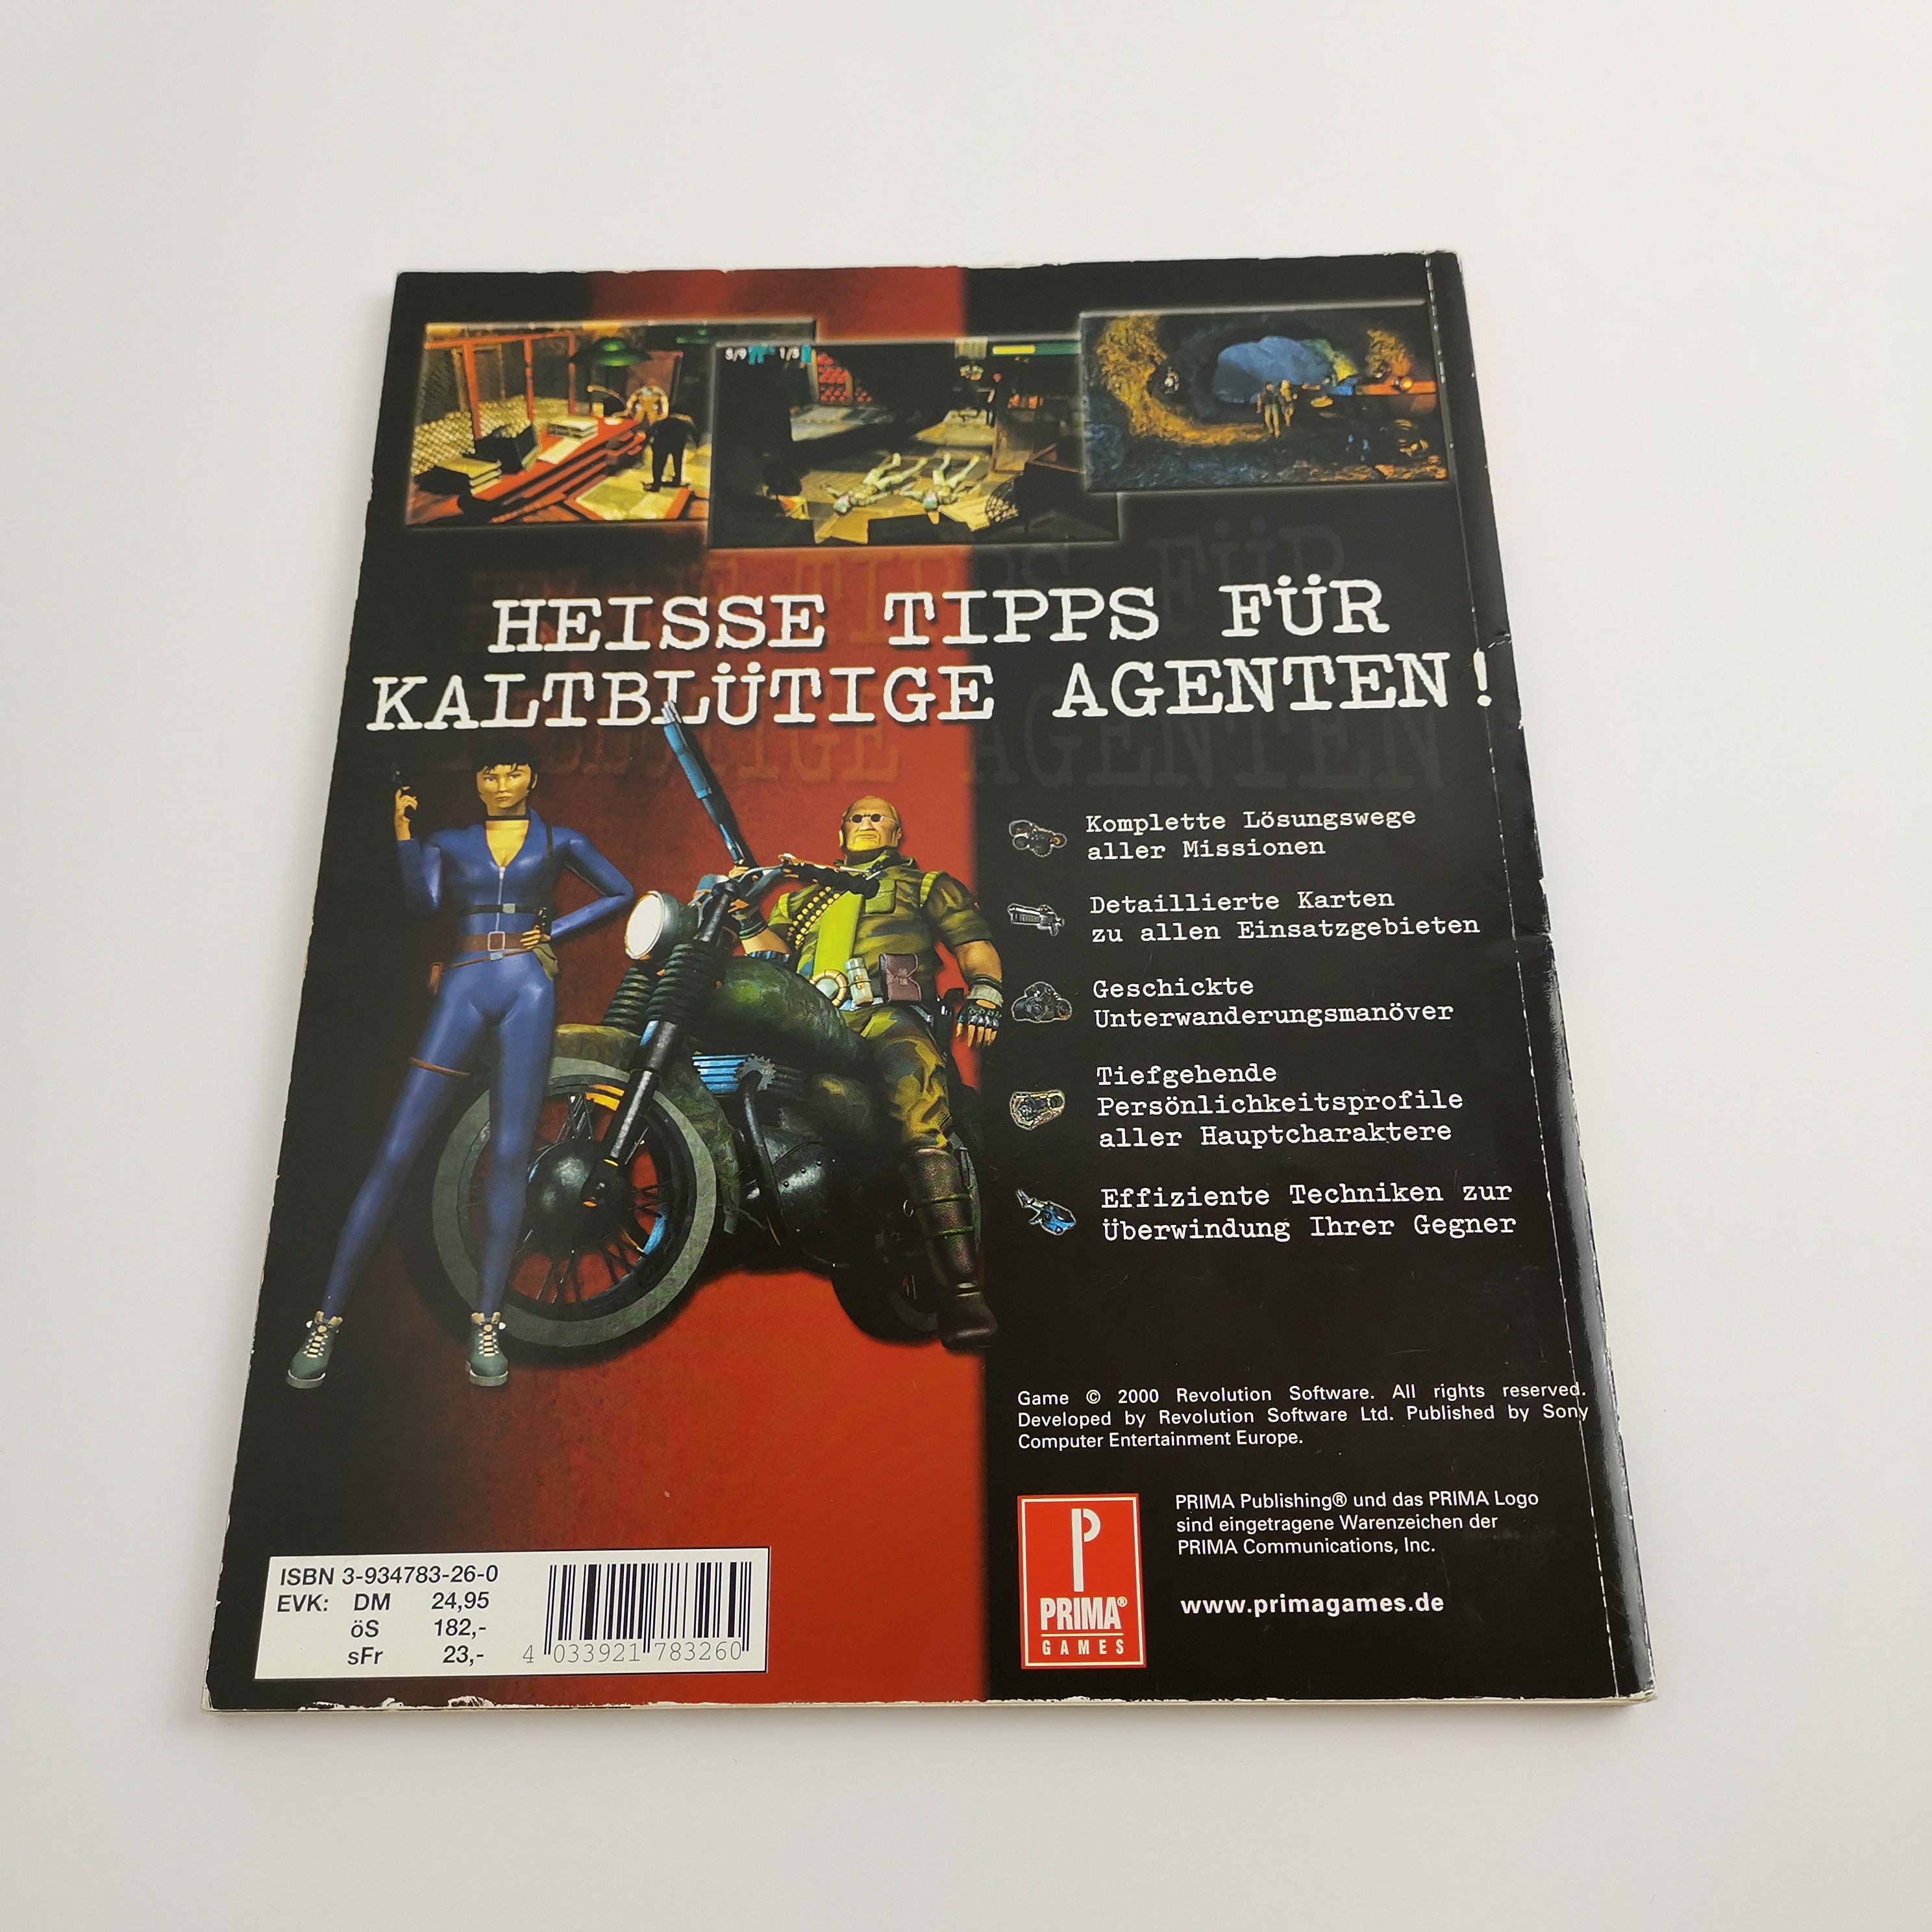 3/9 1/3
HEISSE TIPPS FÜR
KALTBLÜTIGE AGENTEN!
Komplette Lösungswege
aller Missionen
Detaillierte Karten
zu allen Einsatzgebieten
Geschickte
Unterwanderungsmanöver
Tiefgehende
Persönlichkeitsprofile
aller Hauptcharaktere
Effiziente Techniken zur
Überwindung Ihrer Gegner
Game © 2000 Revolution Software. All rights reserved.
Developed by Revolution Software Ltd. Published by Sony
Computer Entertainment Europe.
P
PRIMA®
GAMES
PRIMA Publishing® und das PRIMA Logo
sind eingetragene Warenzeichen der
PRIMA Communications, Inc.
www.primagames.de
ISBN 3-934783-26-0
EVK: DM 24,95
öS 182,-
sFr 23,-
4 033921 783260